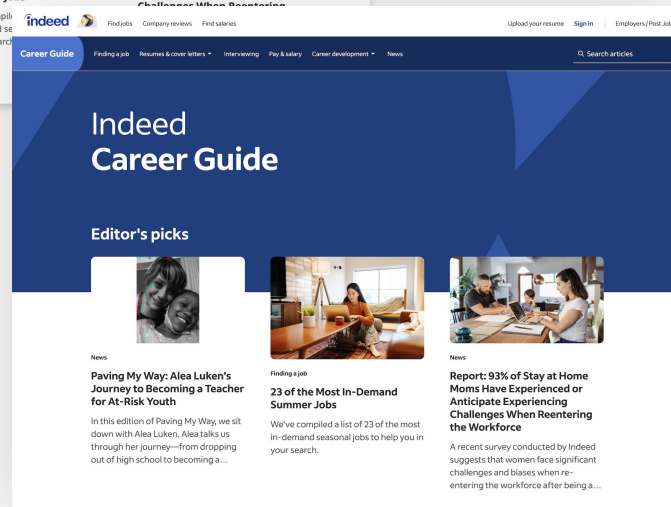 Challenges When Reentering
indeed
Find jobs Company reviews Find salaries
Upload your resume Sign in Employers / Post Job
Career Guide
Finding a job Resumes & cover letters Interviewing Pay & salary Career development News
Search articles
Indeed
Career Guide
Editor's picks
News
Paving My Way: Alea Luken's
Journey to Becoming a Teacher
for At-Risk Youth
In this edition of Paving My Way, we sit
down with Alea Luken. Alea talks us
through her journey—from dropping
out of high school to becoming a...
Finding a job
23 of the Most In-Demand
Summer Jobs
We've compiled a list of 23 of the most
in-demand seasonal jobs to help you in
your search.
News
Report: 93% of Stay at Home
Moms Have Experienced or
Anticipate Experiencing
Challenges When Reentering
the Workforce
A recent survey conducted by Indeed
suggests that women face significant
challenges and biases when re-
entering the workforce after being a...